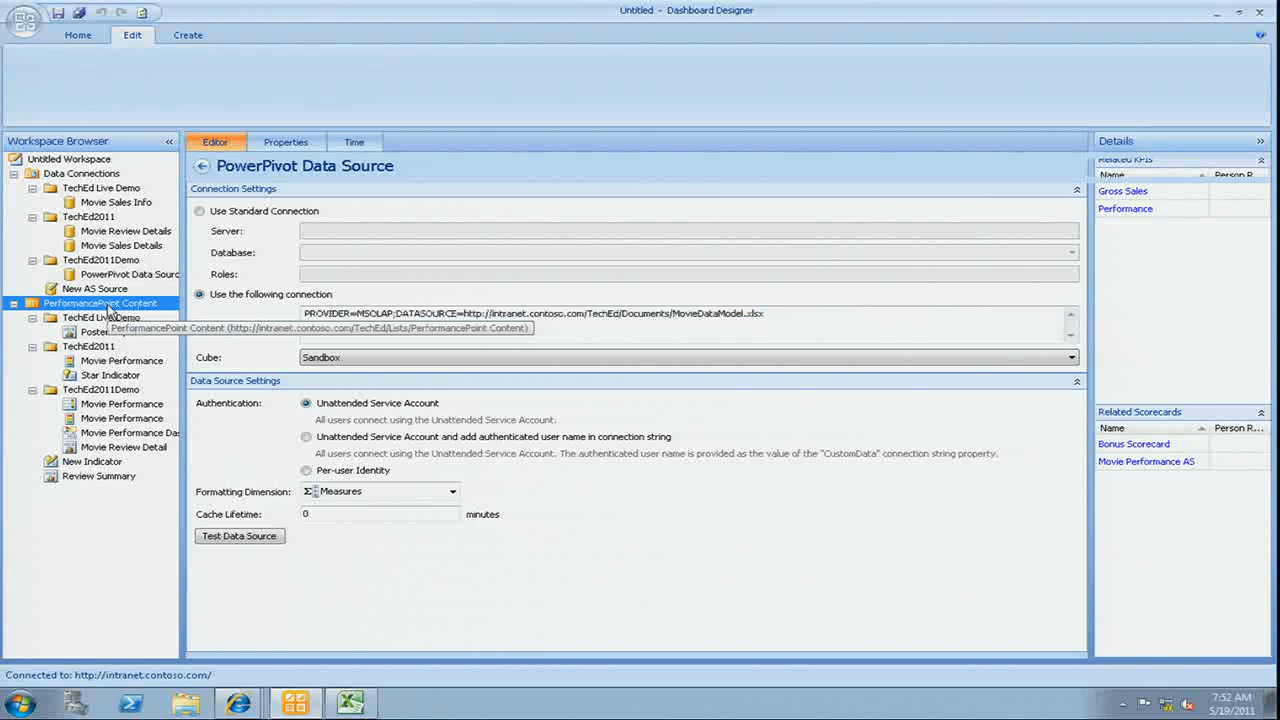 Untitled - Dashboard Designer
Home Edit Create
Workspace Browser «
Untitled Workspace
Data Connections
TechEd Live Demo
Movie Sales Info
TechEd2011
Movie Review Details
Movie Sales Details
TechEd2011Demo
PowerPivot Data Sourc
New AS Source
PerformancePoint Content
TechEd Live Demo
Poster
TechEd2011
Movie Performance
Star Indicator
TechEd2011Demo
Movie Performance
Movie Performance
Movie Performance Das
Movie Review Detail
New Indicator
Review Summary
PerformancePoint Content (http://intranet.contoso.com/TechEd/Lists/PerformancePoint Content)
Editor Properties Time
PowerPivot Data Source
Connection Settings
Use Standard Connection
Server:
Database:
Roles:
Use the following connection
PROVIDER=MSOLAP;DATASOURCE=http://intranet.contoso.com/TechEd/Documents/MovieDataModel.xlsx
Cube: Sandbox
Data Source Settings
Authentication: Unattended Service Account
All users connect using the Unattended Service Account.
Unattended Service Account and add authenticated user name in connection string
All users connect using the Unattended Service Account. The authenticated user name is provided as the value of the "CustomData" connection string property.
Per-user Identity
Formatting Dimension: Measures
Cache Lifetime: 0 minutes
Test Data Source
Details »
Related KPIs
Name Person R...
Gross Sales
Performance
Related Scorecards
Name Person R...
Bonus Scorecard
Movie Performance AS
Connected to: http://intranet.contoso.com/
7:52 AM
5/19/2011